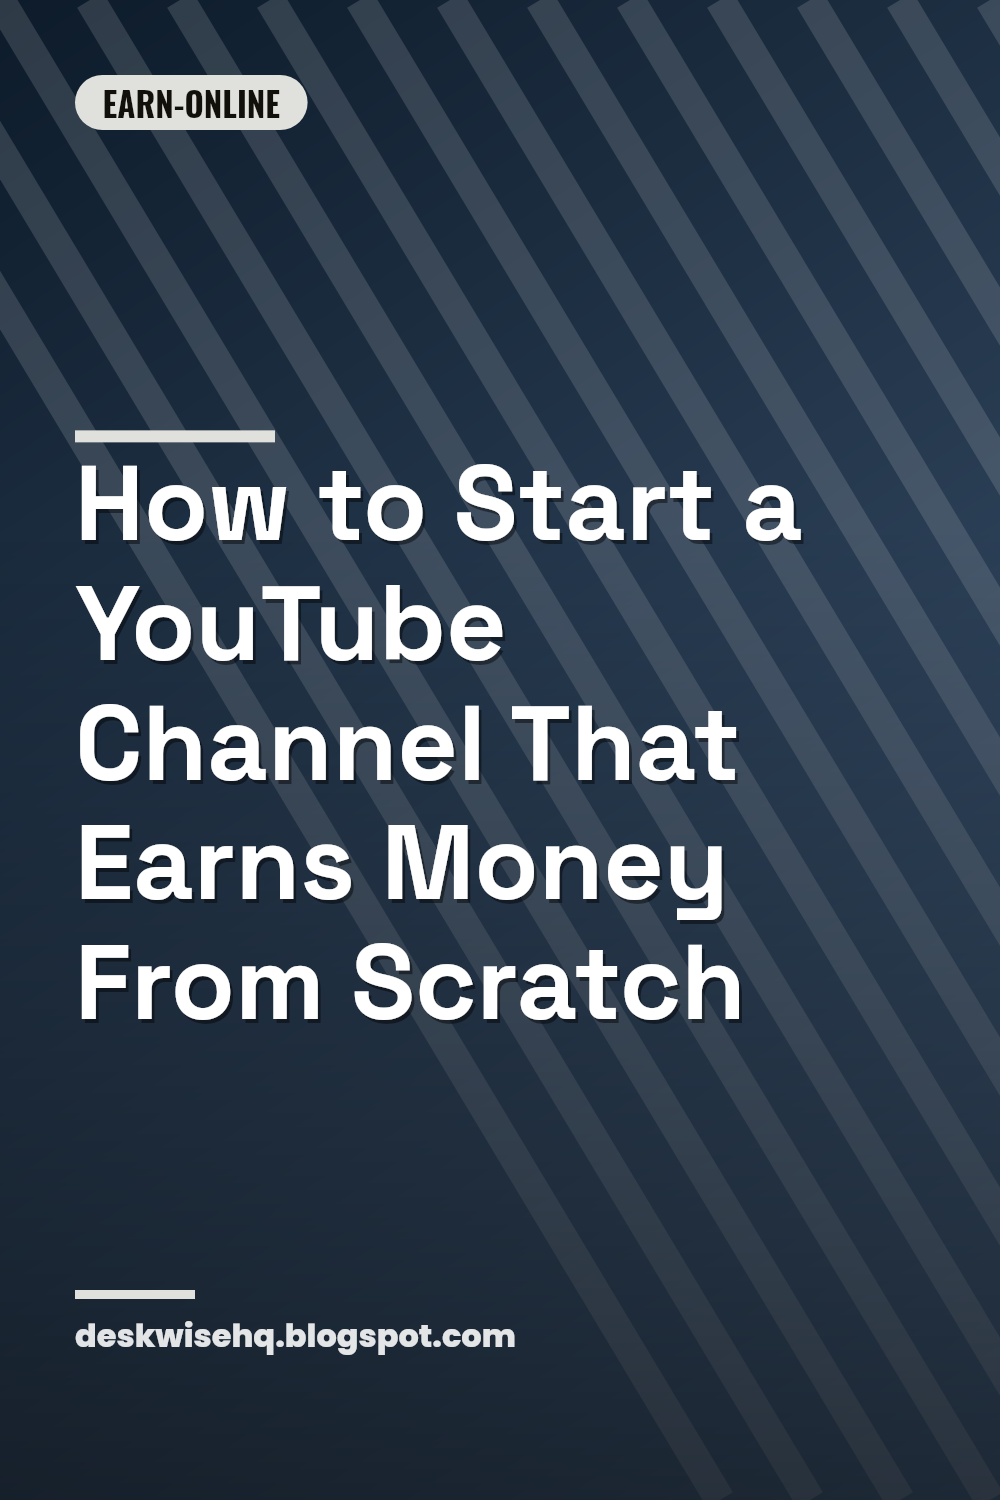 EARN-ONLINE
How to Start a
YouTube
Channel That
Earns Money
From Scratch
deskwisehq.blogspot.com